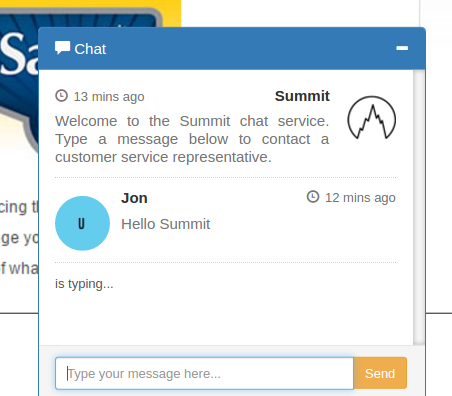 Sa
Chat
13 mins ago Summit
Welcome to the Summit chat service.
Type a message below to contact a
customer service representative.
Jon 12 mins ago
U
Hello Summit
cing th
ge yo
is typing...
f wha
Type your message here...
Send